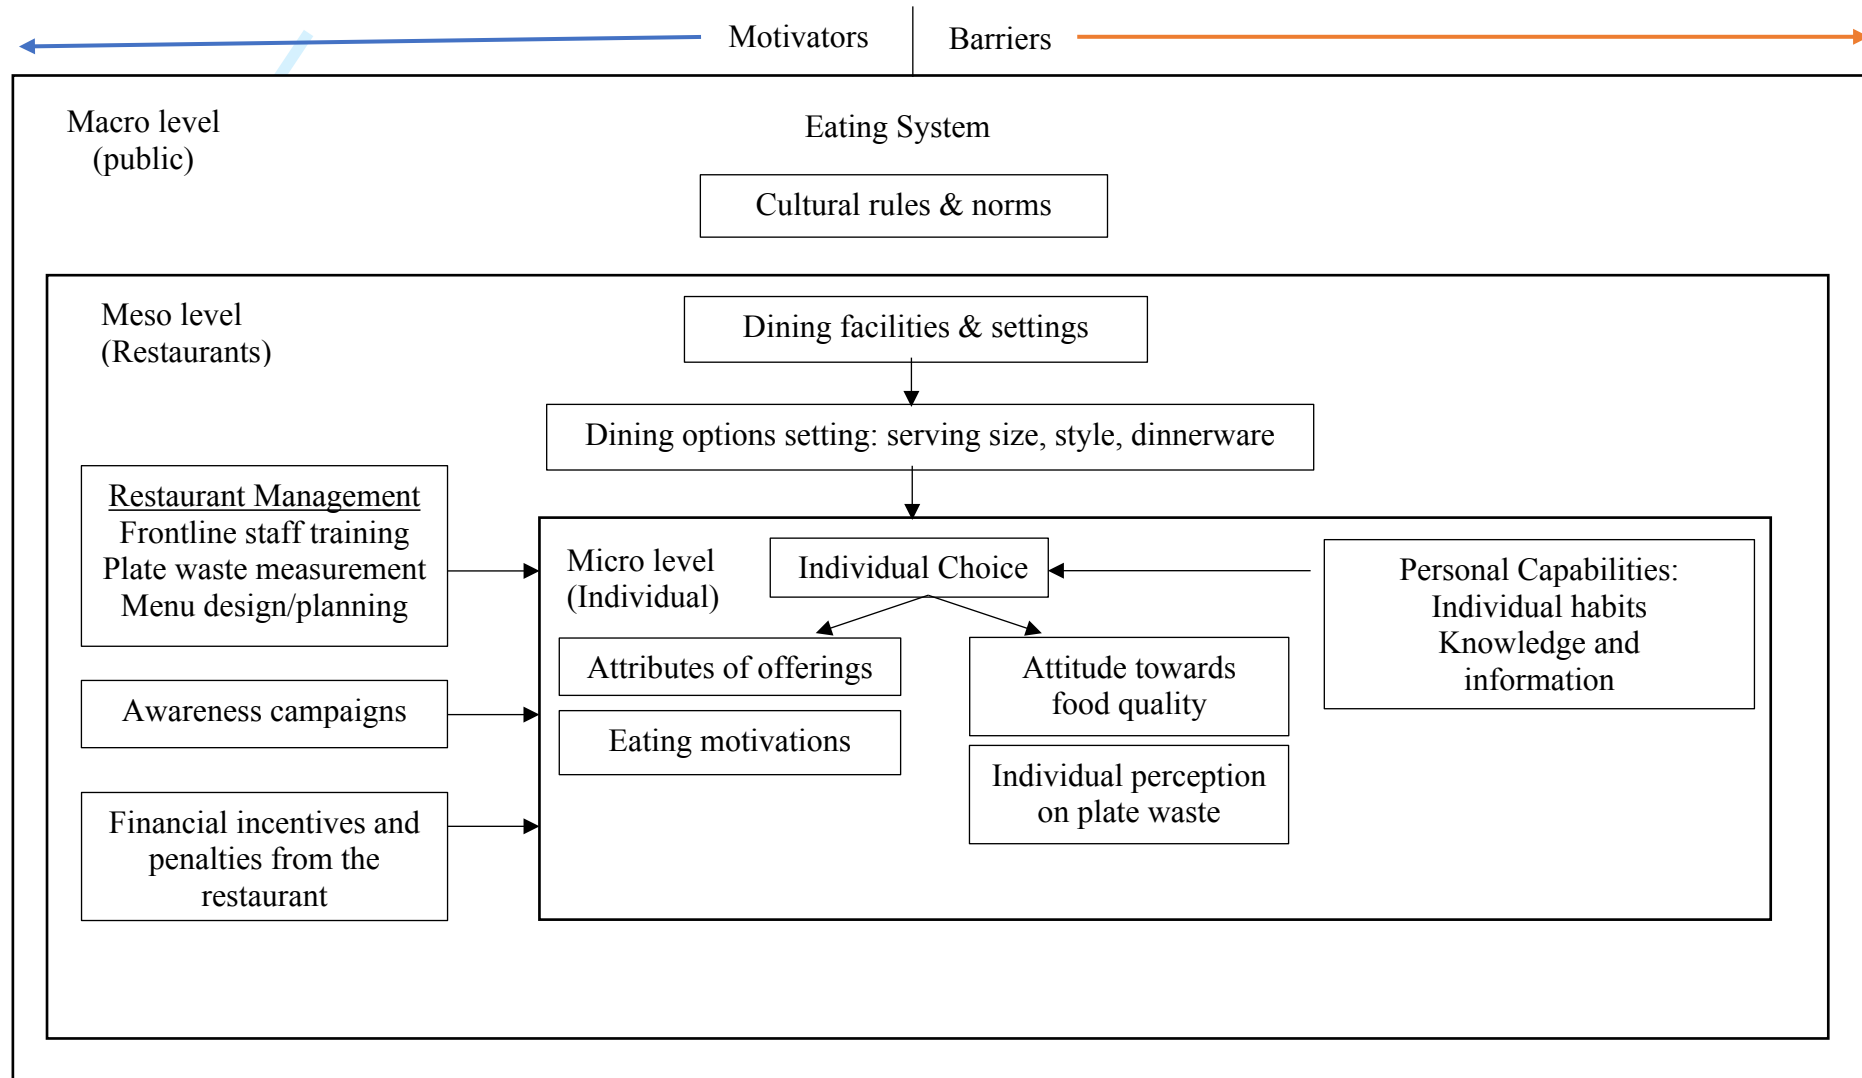 Motivators
Barriers
Macro level
(public)
Eating System
Cultural rules & norms
Meso level
(Restaurants)
Dining facilities & settings
Dining options setting: serving size, style, dinnerware
Restaurant Management
Frontline staff training
Plate waste measurement
Menu design/planning
Awareness campaigns
Financial incentives and
penalties from the
restaurant
Micro level
(Individual)
Individual Choice
Attributes of offerings
Eating motivations
Attitude towards
food quality
Individual perception
on plate waste
Personal Capabilities:
Individual habits
Knowledge and
information